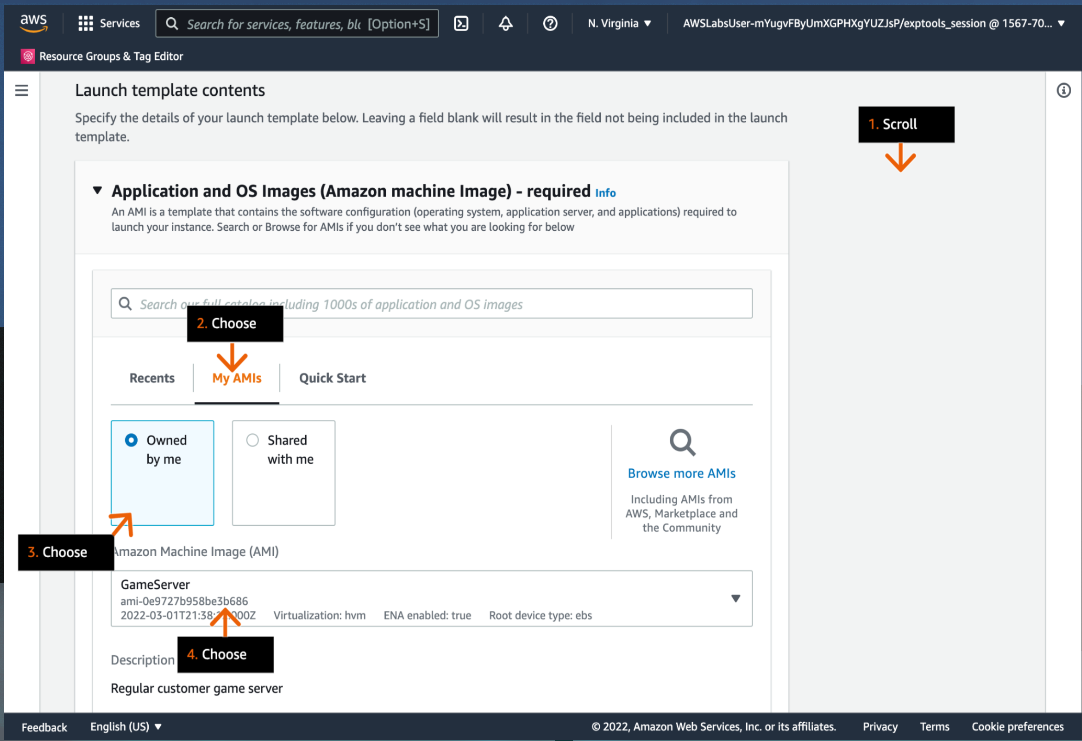 aws
Services
Search for services, features, blo [Option+S]
N. Virginia ▼
AWSLabsUser-mYugvFByUmXGPHXgYUZJsP/exptools_session @ 1567-70... ▼
Resource Groups & Tag Editor
Launch template contents
Specify the details of your launch template below. Leaving a field blank will result in the field not being included in the launch
template.
1. Scroll
Application and OS Images (Amazon machine Image) - required Info
An AMI is a template that contains the software configuration (operating system, application server, and applications) required to
launch your instance. Search or Browse for AMIs if you don't see what you are looking for below
Search our full catalog including 1000s of application and OS images
2. Choose
Recents
My AMIs
Quick Start
Owned
by me
Shared
with me
Browse more AMIs
Including AMIs from
AWS, Marketplace and
the Community
3. Choose
Amazon Machine Image (AMI)
GameServer
ami-0e9727b958be3b686
2022-03-01T21:38: 000Z Virtualization: hvm ENA enabled: true Root device type: ebs
4. Choose
Description
Regular customer game server
Feedback
English (US) ▼
© 2022, Amazon Web Services, Inc. or its affiliates.
Privacy
Terms
Cookie preferences